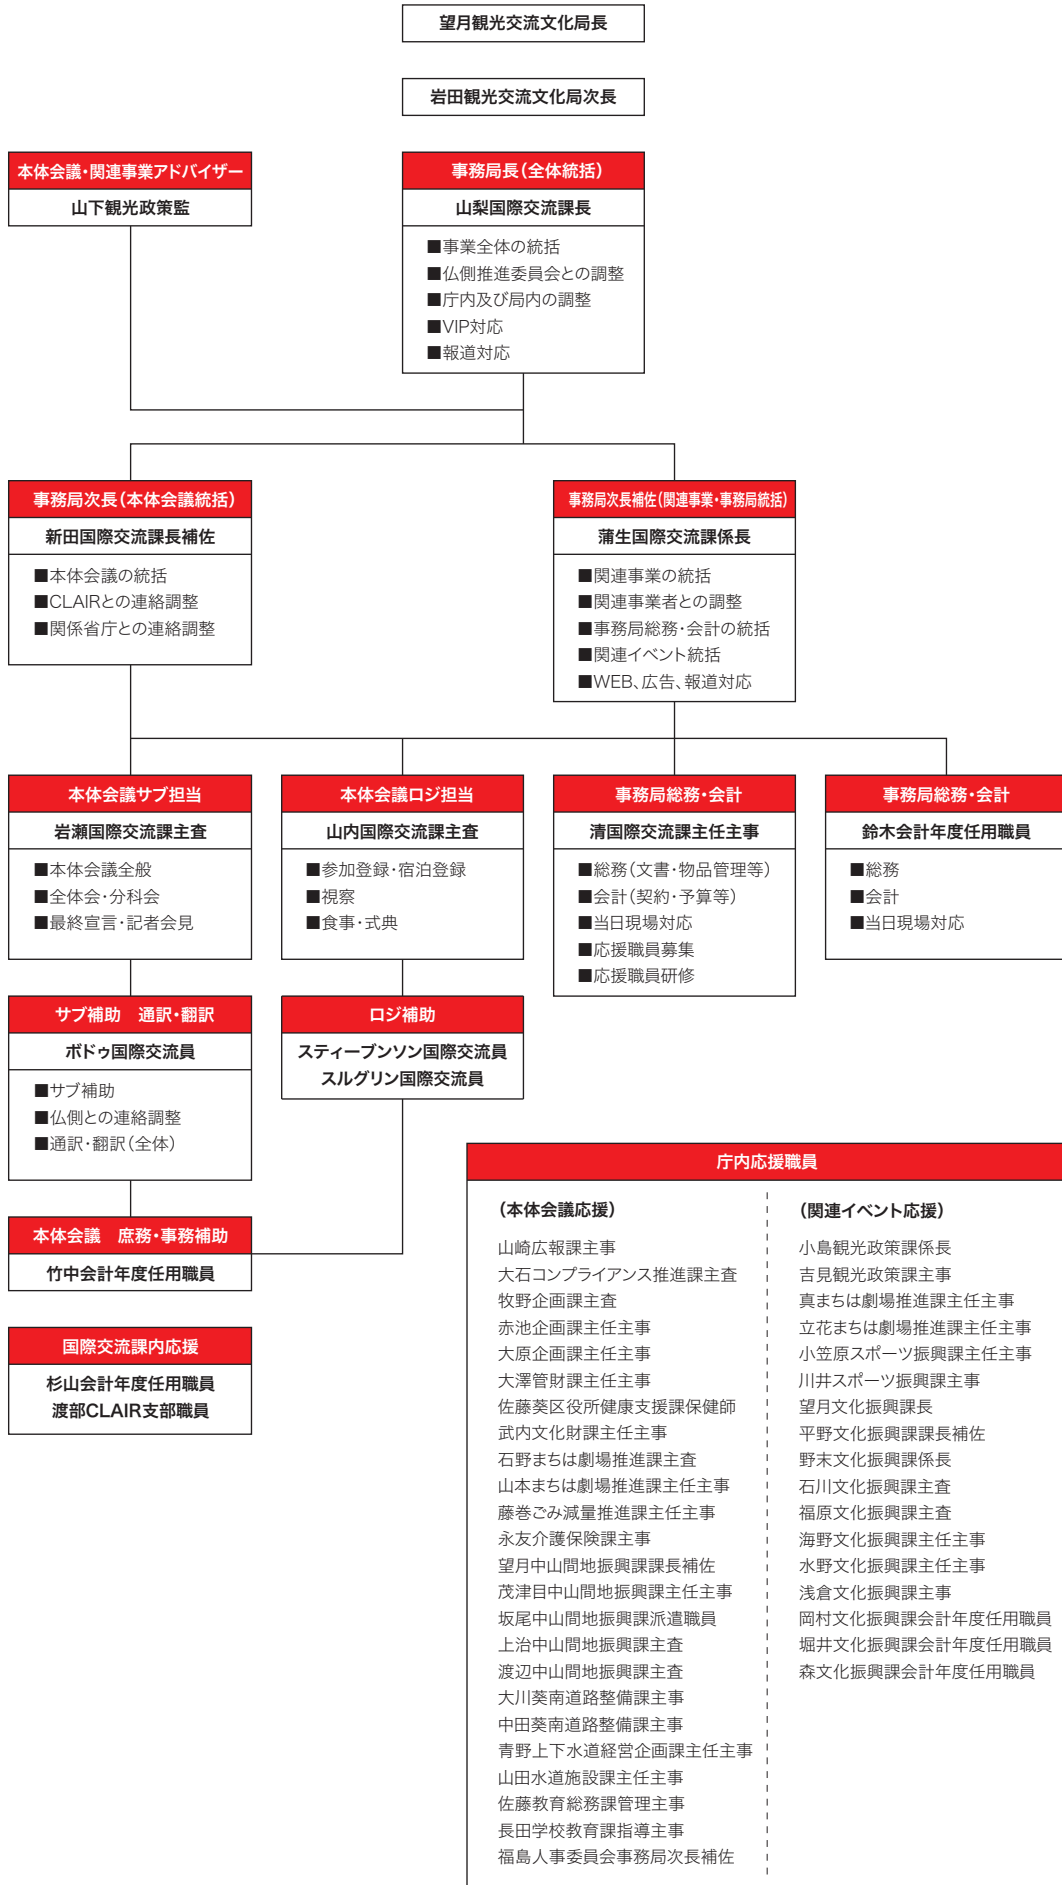 望月観光交流文化局長
岩田観光交流文化局次長
本体会議・関連事業アドバイザー
山下観光政策監
事務局長（全体統括）
山梨国際交流課長
■事業全体の統括
■仏側推進委員会との調整
■庁内及び局内の調整
■VIP対応
■報道対応
事務局次長（本体会議統括）
新田国際交流課長補佐
■本体会議の統括
■CLAIRとの連絡調整
■関係省庁との連絡調整
事務局次長補佐（関連事業・事務局統括）
蒲生国際交流課係長
■関連事業の統括
■関連事業者との調整
■事務局総務・会計の統括
■関連イベント統括
■WEB、広告、報道対応
本体会議サブ担当
岩瀬国際交流課主査
■本体会議全般
■全体会・分科会
■最終宣言・記者会見
本体会議ロジ担当
山内国際交流課主査
■参加登録・宿泊登録
■視察
■食事・式典
事務局総務・会計
清国際交流課主任主事
■総務（文書・物品管理等）
■会計（契約・予算等）
■当日現場対応
■応援職員募集
■応援職員研修
事務局総務・会計
鈴木会計年度任用職員
■総務
■会計
■当日現場対応
サブ補助　通訳・翻訳
ボドゥ国際交流員
■サブ補助
■仏側との連絡調整
■通訳・翻訳（全体）
ロジ補助
スティーブンソン国際交流員
スルグリン国際交流員
本体会議　庶務・事務補助
竹中会計年度任用職員
国際交流課内応援
杉山会計年度任用職員
渡部CLAIR支部職員
庁内応援職員
（本体会議応援）
山崎広報課主事
大石コンプライアンス推進課主査
牧野企画課主査
赤池企画課主任主事
大原企画課主任主事
大澤管財課主任主事
佐藤葵区役所健康支援課保健師
武内文化財課主任主事
石野まちは劇場推進課主査
山本まちは劇場推進課主任主事
藤巻ごみ減量推進課主任主事
永友介護保険課主事
望月中山間地振興課課長補佐
茂津目中山間地振興課主任主事
坂尾中山間地振興課派遣職員
上治中山間地振興課主査
渡辺中山間地振興課主査
大川葵南道路整備課主事
中田葵南道路整備課主事
青野上下水道経営企画課主任主事
山田水道施設課主任主事
佐藤教育総務課管理主事
長田学校教育課指導主事
福島人事委員会事務局次長補佐
（関連イベント応援）
小島観光政策課係長
吉見観光政策課主事
真まちは劇場推進課主任主事
立花まちは劇場推進課主任主事
小笠原スポーツ振興課主任主事
川井スポーツ振興課主事
望月文化振興課長
平野文化振興課課長補佐
野末文化振興課係長
石川文化振興課主査
福原文化振興課主査
海野文化振興課主任主事
水野文化振興課主任主事
浅倉文化振興課主事
岡村文化振興課会計年度任用職員
堀井文化振興課会計年度任用職員
森文化振興課会計年度任用職員